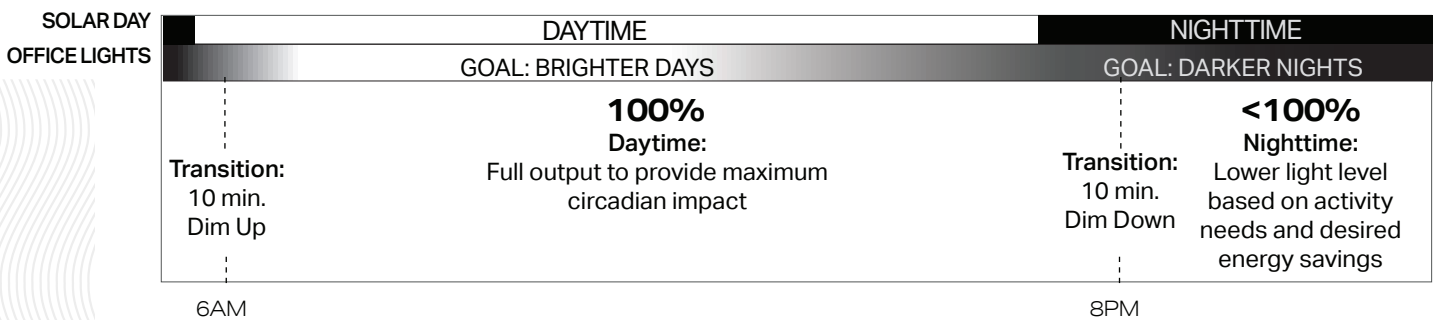 SOLAR DAY
DAYTIME
NIGHTTIME
OFFICE LIGHTS
GOAL: BRIGHTER DAYS
GOAL: DARKER NIGHTS
Transition:
10 min.
Dim Up
100%
Daytime:
Full output to provide maximum
circadian impact
Transition:
10 min.
Dim Down
<100%
Nighttime:
Lower light level
based on activity
needs and desired
energy savings
6AM
8PM